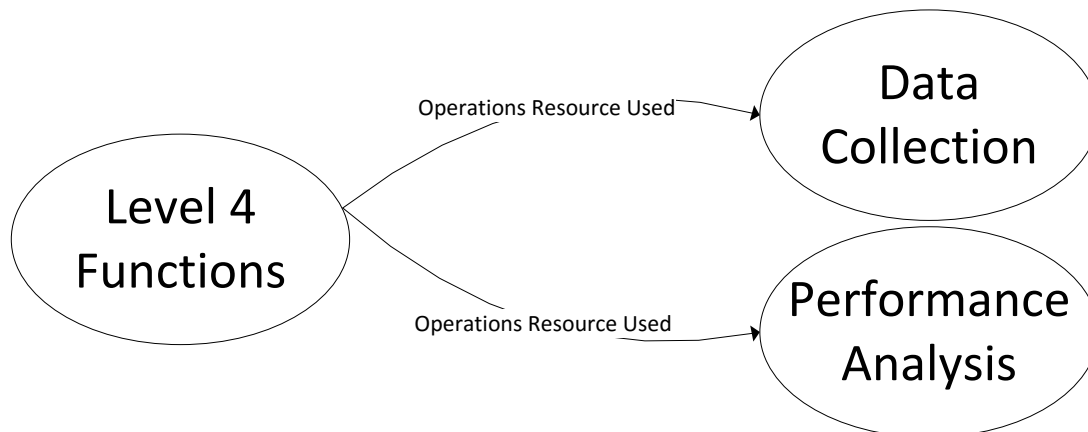 Data
Collection
Operations Resource Used
Level 4
Functions
Operations Resource Used
Performance
Analysis